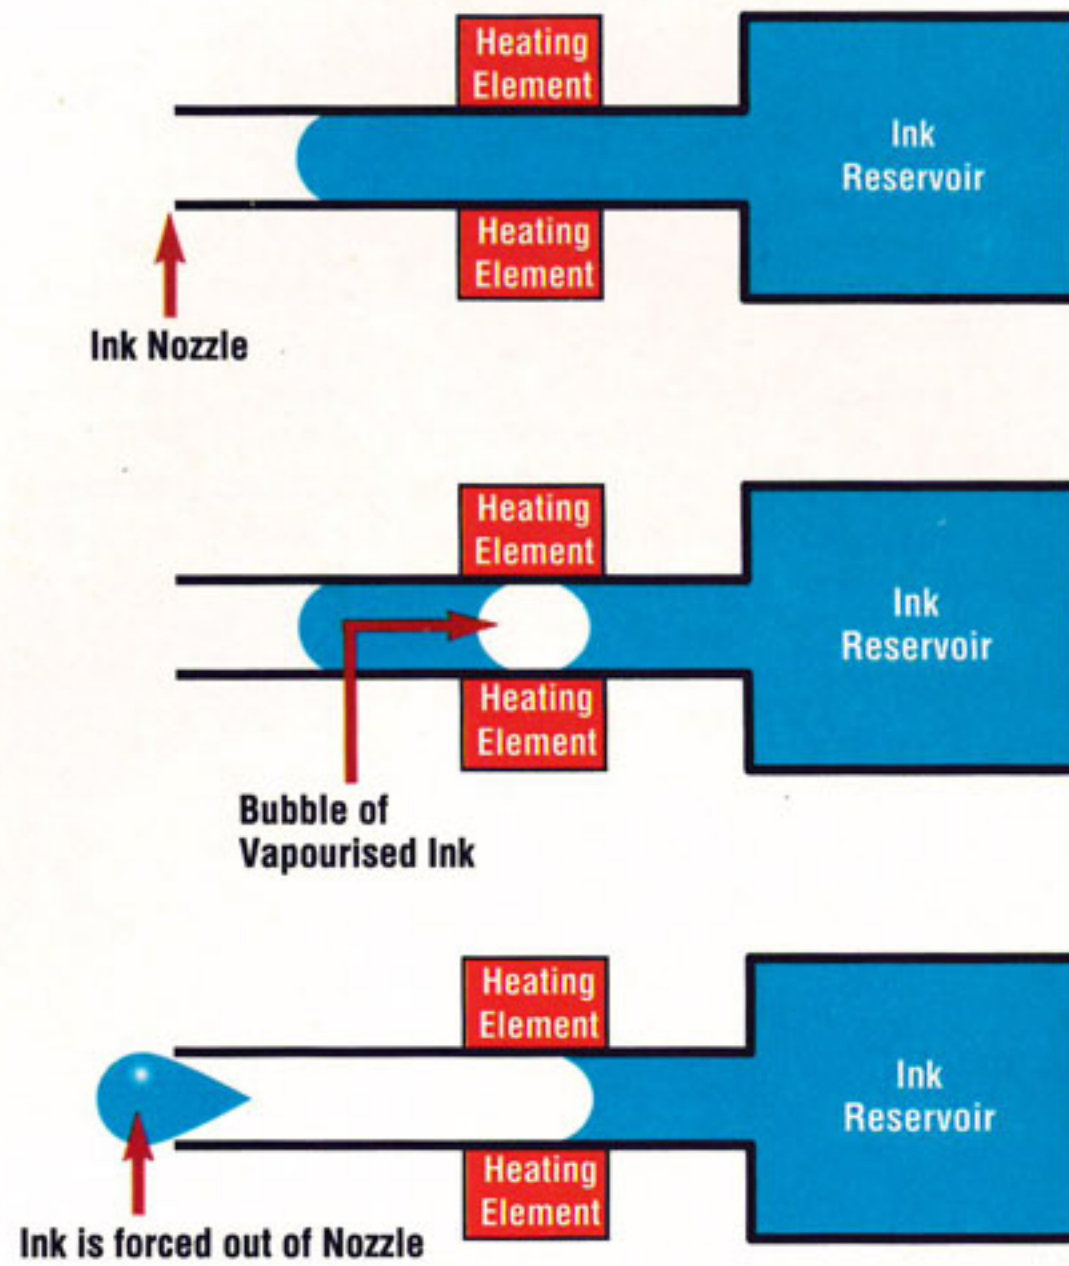 Heating
Element
Ink
Reservoir
Heating
Element
Ink Nozzle
Heating
Element
Ink
Reservoir
Heating
Element
Bubble of
Vapourised Ink
Heating
Element
Ink
Reservoir
Heating
Element
Ink is forced out of Nozzle